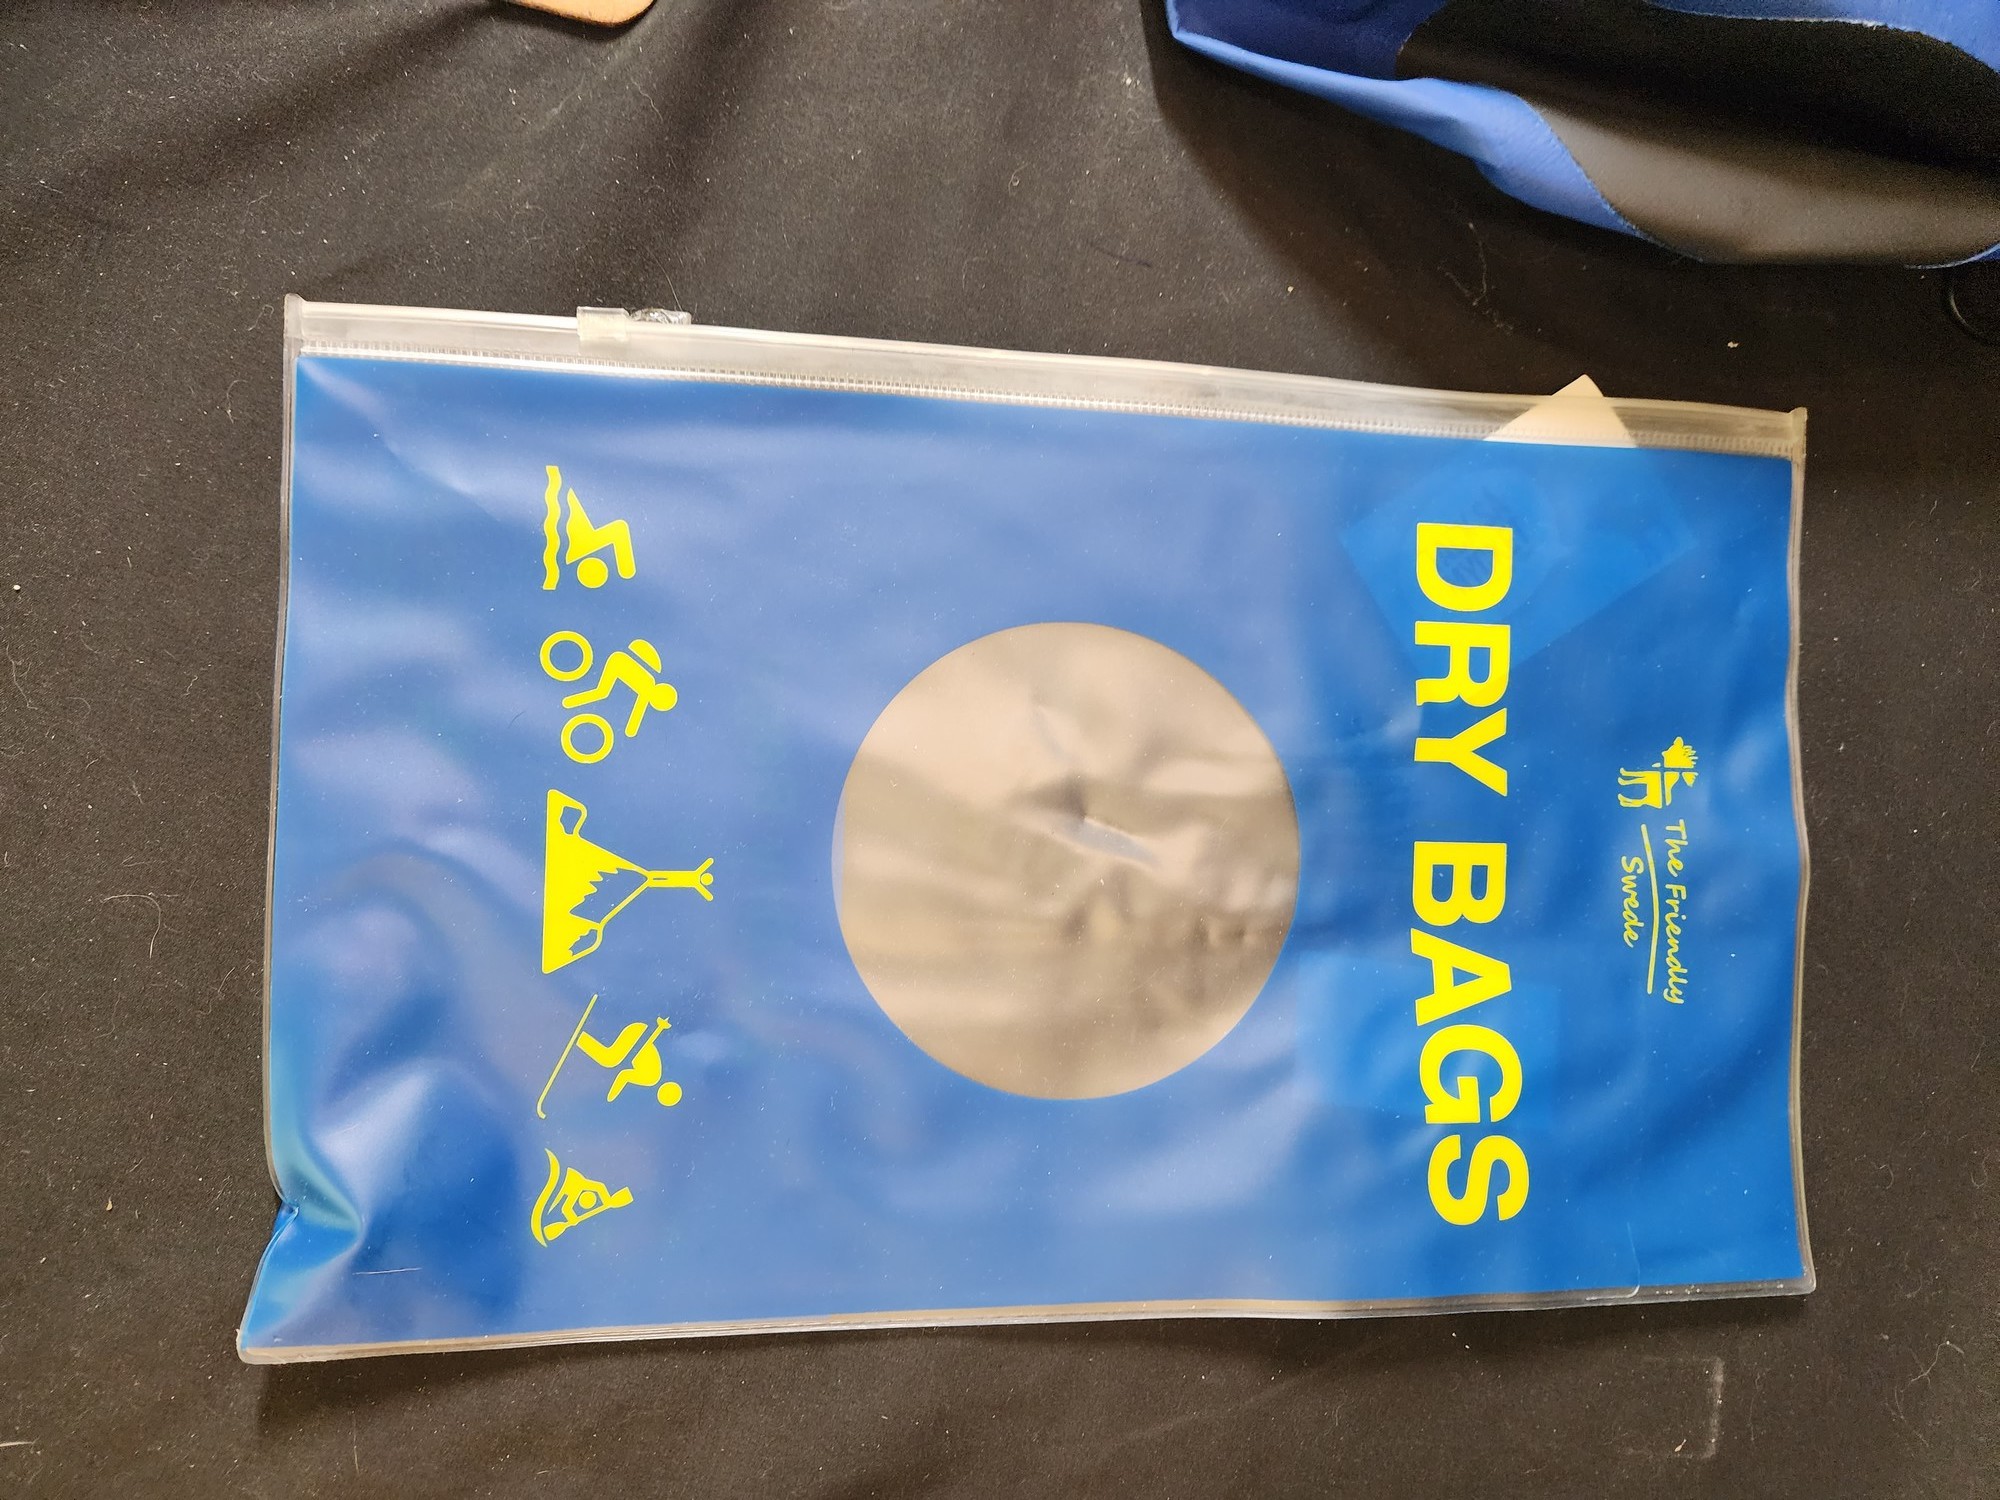 The Friendly
Swede
DRY BAGS